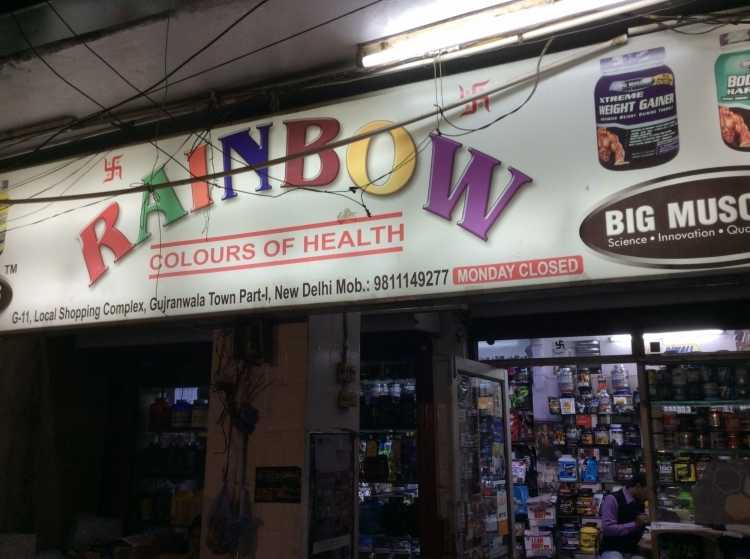 RAINBOW
COLOURS OF HEALTH
G-11, Local Shopping Complex, Gujranwala Town Part-I, New Delhi Mob.: 9811149277
MONDAY CLOSED
XTREME
WEIGHT GAINER
BIG MUSC
Science • Innovation • Qua
TM